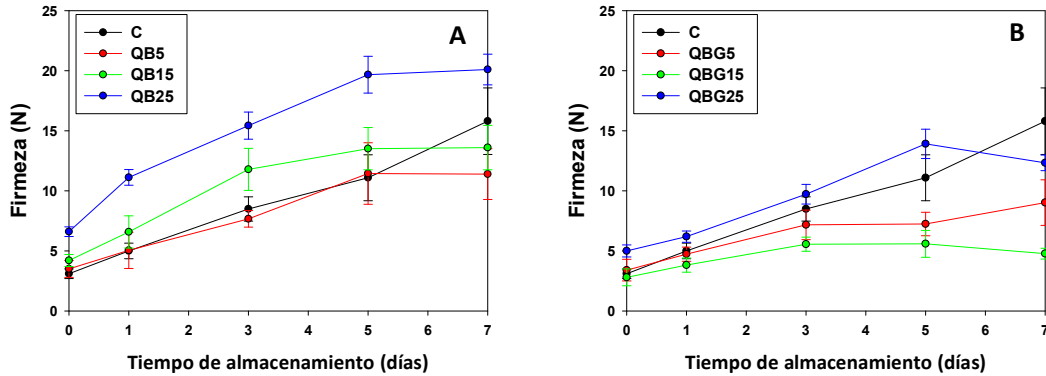 25
20
15
10
5
0
Firmeza (N)
C
QB5
QB15
QB25
A
0 1 2 3 4 5 6 7
Tiempo de almacenamiento (días)
25
20
15
10
5
0
Firmeza (N)
C
QBG5
QBG15
QBG25
B
0 1 2 3 4 5 6 7
Tiempo de almacenamiento (días)